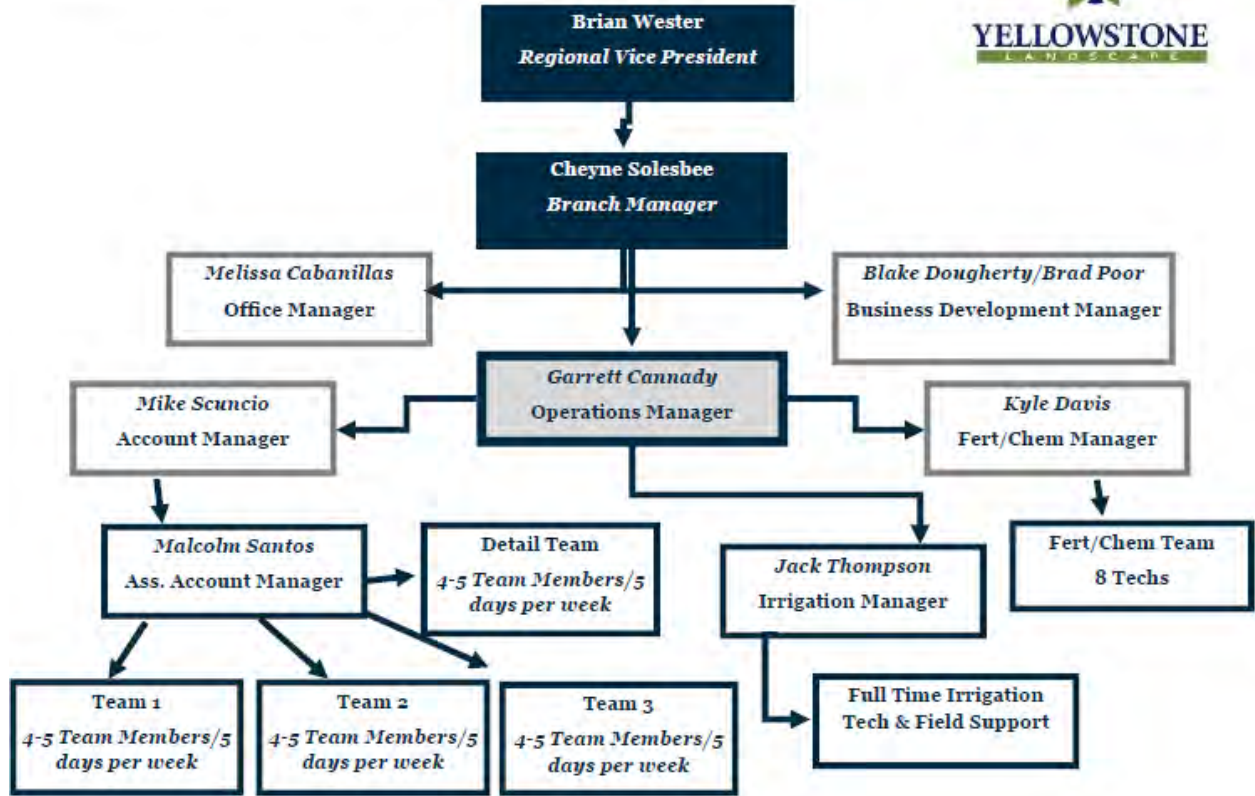 YELLOWSTONE
LANDSCAPE
Brian Wester
Regional Vice President
Cheyne Solesbee
Branch Manager
Melissa Cabanillas
Office Manager
Blake Dougherty/Brad Poor
Business Development Manager
Garrett Cannady
Operations Manager
Mike Scuncio
Account Manager
Kyle Davis
Fert/Chem Manager
Malcolm Santos
Ass. Account Manager
Detail Team
4-5 Team Members/5
days per week
Jack Thompson
Irrigation Manager
Fert/Chem Team
8 Techs
Team 1
4-5 Team Members/5
days per week
Team 2
4-5 Team Members/5
days per week
Team 3
4-5 Team Members/5
days per week
Full Time Irrigation
Tech & Field Support